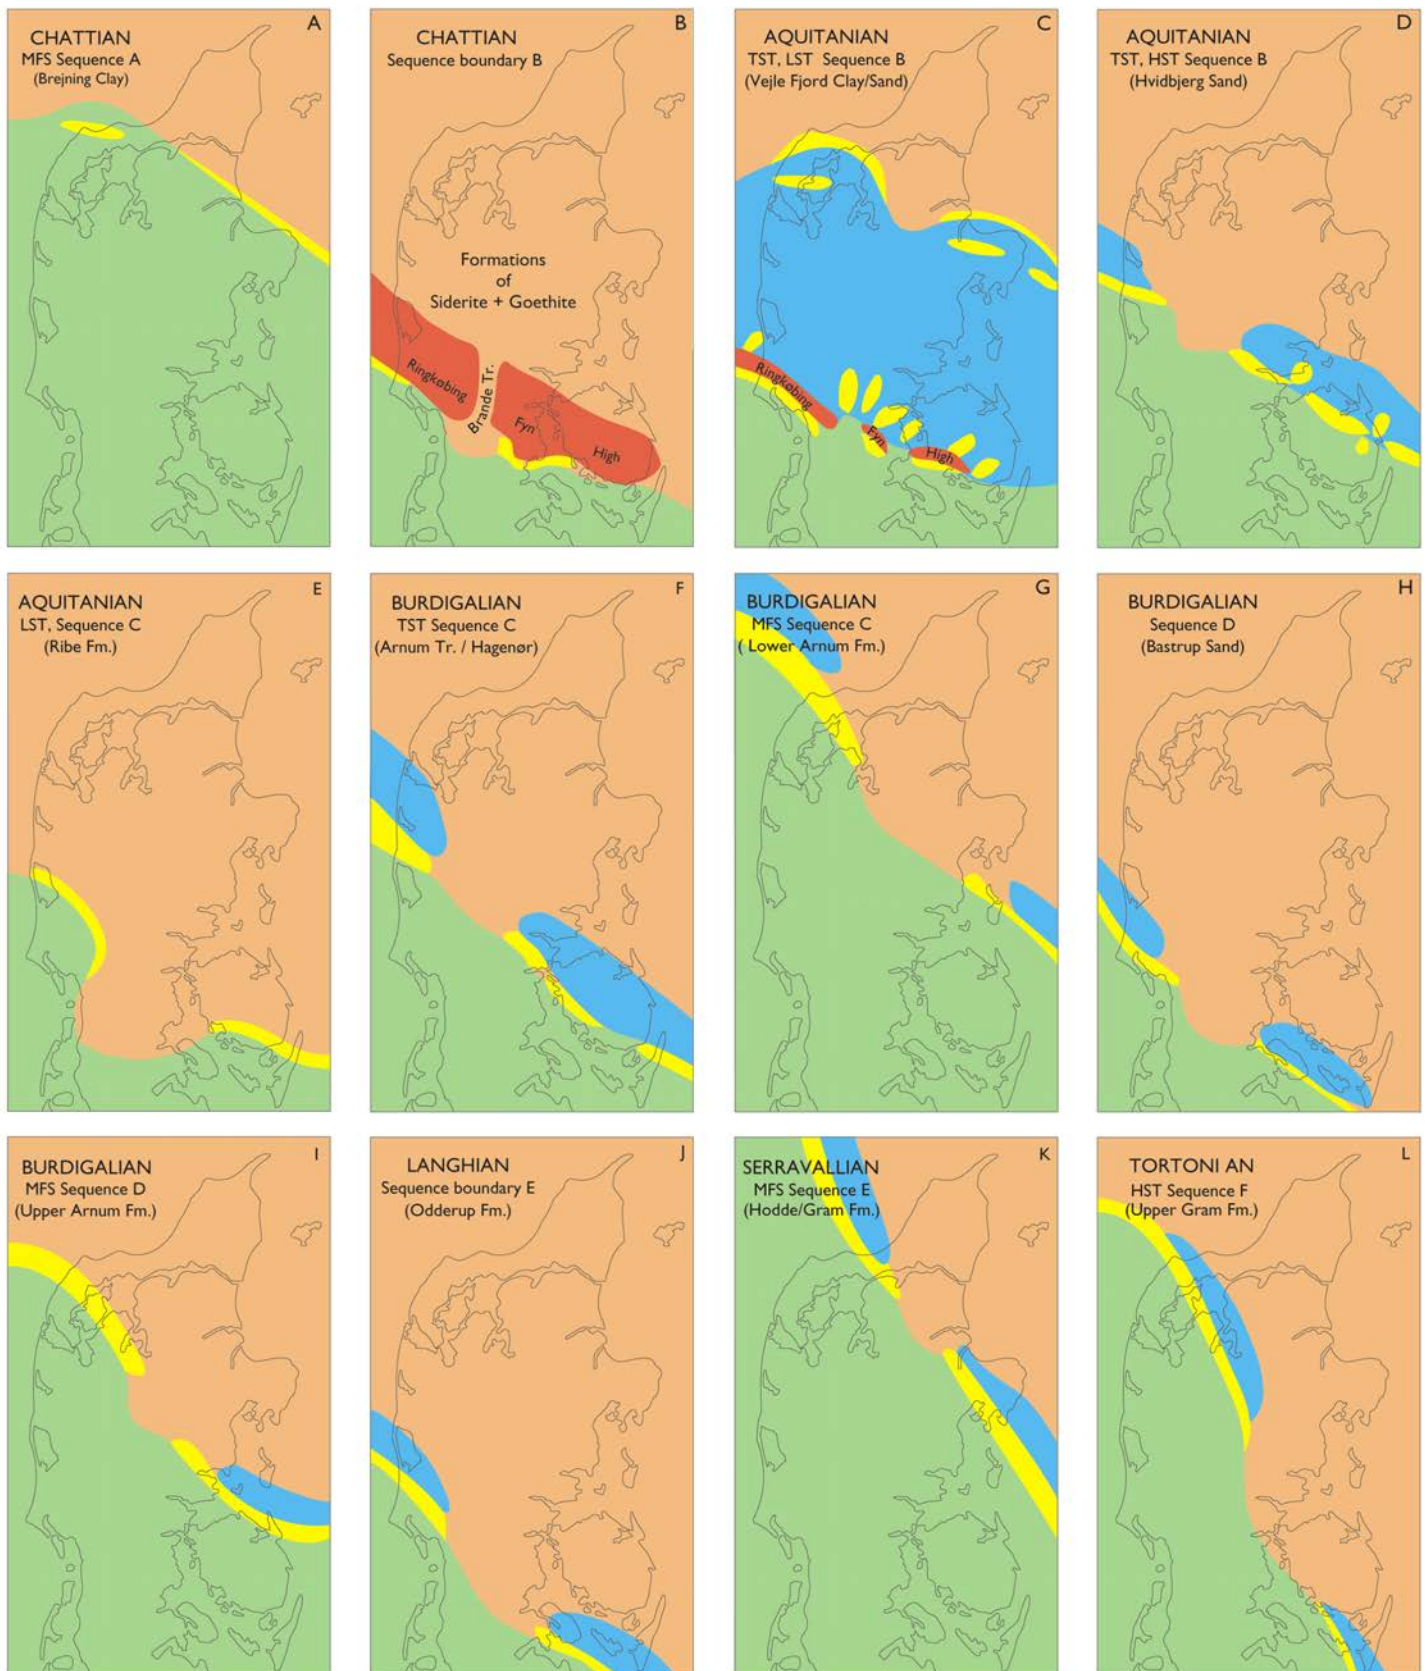 A
CHATTIAN
MFS Sequence A
(Brejning Clay)
B
CHATTIAN
Sequence boundary B
Formations
of
Siderite + Goethite
Ringkøbing
Brande Tr.
Fyn
High
C
AQUITANIAN
TST, LST Sequence B
(Vejle Fjord Clay/Sand)
Ringkøbing
Fyn
High
D
AQUITANIAN
TST, HST Sequence B
(Hvidbjerg Sand)
E
AQUITANIAN
LST, Sequence C
(Ribe Fm.)
F
BURDIGALIAN
TST Sequence C
(Arnum Tr. / Hagenør)
G
BURDIGALIAN
MFS Sequence C
( Lower Arnum Fm.)
H
BURDIGALIAN
Sequence D
(Bastrup Sand)
I
BURDIGALIAN
MFS Sequence D
(Upper Arnum Fm.)
J
LANGHIAN
Sequence boundary E
(Odderup Fm.)
K
SERRAVALLIAN
MFS Sequence E
(Hodde/Gram Fm.)
L
TORTONI AN
HST Sequence F
(Upper Gram Fm.)